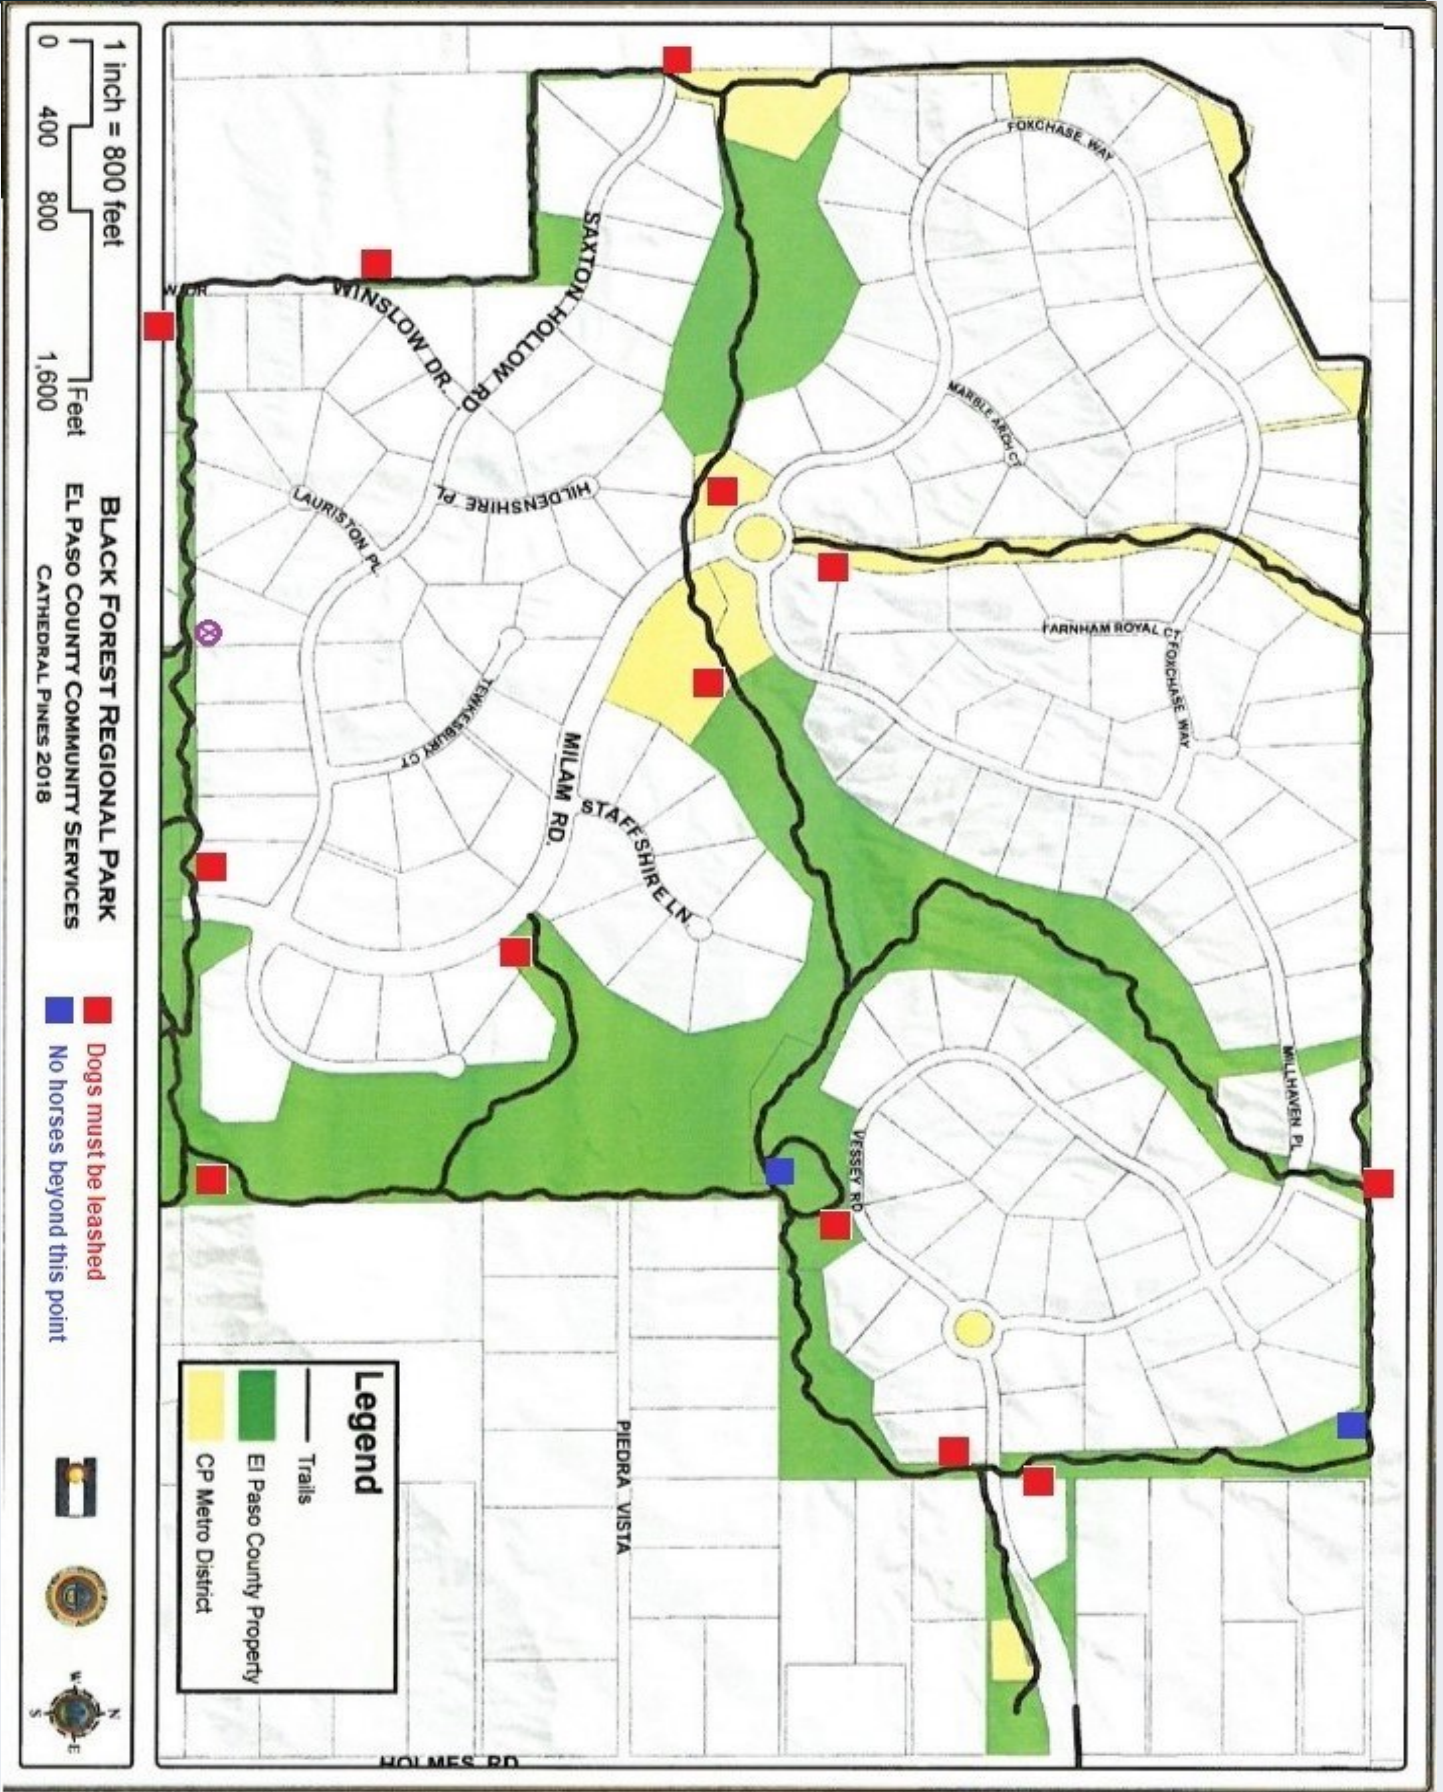 BLACK FOREST REGIONAL PARK
EL PASO COUNTY COMMUNITY SERVICES
CATHEDRAL PINES 2018
1 inch = 800 feet
0 400 800 1,600
Feet
Dogs must be leashed
No horses beyond this point
N
W
E
S
Legend
Trails
El Paso County Property
CP Metro District
FOXCHASE WAY
MARBLE ARCH CT
FARNHAM ROYAL CT
FOXCHASE WAY
MILLHAVEN PL
VESSEY RD
SAXTON HOLLOW RD.
WINSLOW DR.
HILDENSHIRE PL
LAURISTON PL.
TEWKESBURY CT
MILAM RD.
STAFFSHIRE LN
PIEDRA VISTA
HOLMES RD